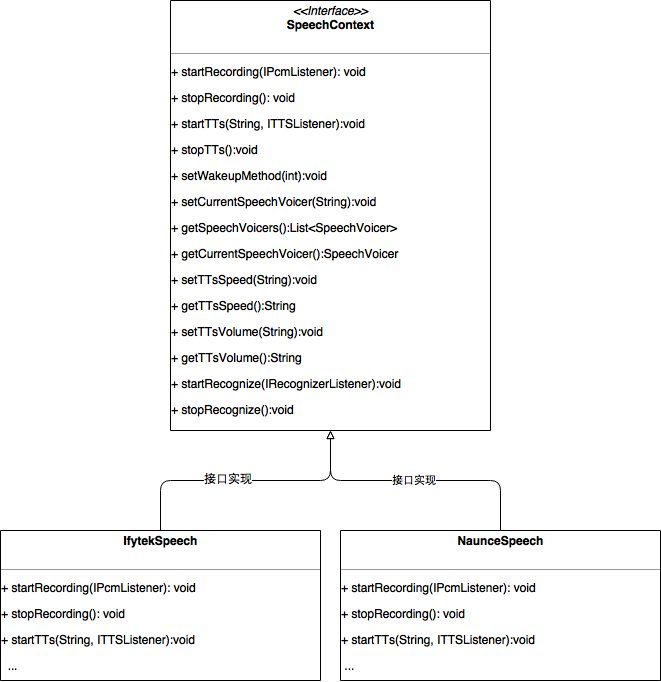 <<Interface>>
SpeechContext
+ startRecording(IPcmListener): void
+ stopRecording(): void
+ startTTs(String, ITTSListener):void
+ stopTTs():void
+ setWakeupMethod(int):void
+ setCurrentSpeechVoicer(String):void
+ getSpeechVoicers():List<SpeechVoicer>
+ getCurrentSpeechVoicer():SpeechVoicer
+ setTTsSpeed(String):void
+ getTTsSpeed():String
+ setTTsVolume(String):void
+ getTTsVolume():String
+ startRecognize(IRecognizerListener):void
+ stopRecognize():void
接口实现
接口实现
IfytekSpeech
+ startRecording(IPcmListener): void
+ stopRecording(): void
+ startTTs(String, ITTSListener):void
...
NaunceSpeech
+ startRecording(IPcmListener): void
+ stopRecording(): void
+ startTTs(String, ITTSListener):void
...